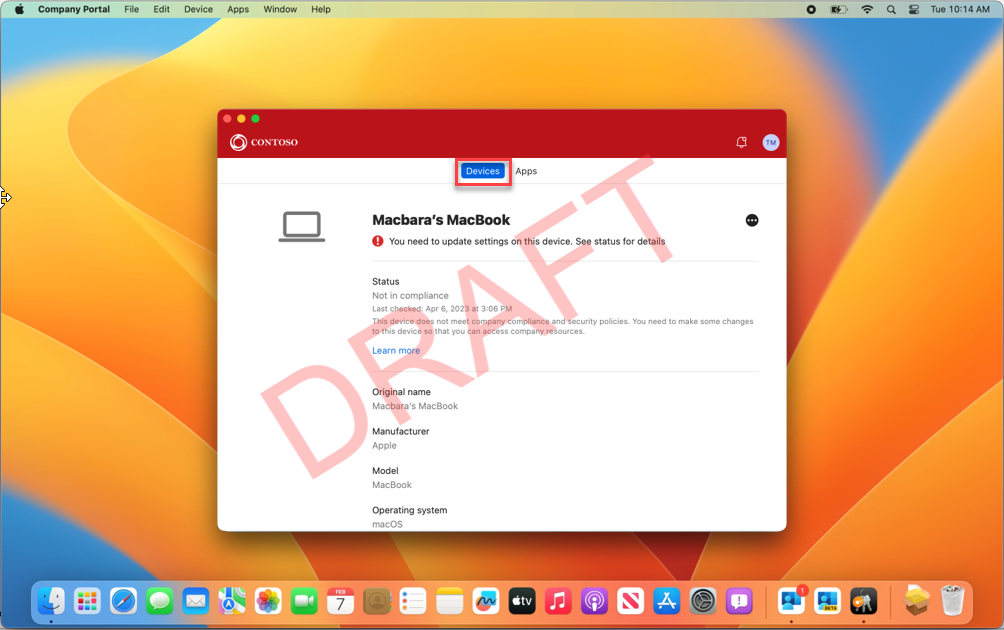 Company Portal File Edit Device Apps Window Help Tue 10:14 AM
CONTOSO TM
Devices Apps
Macbara's MacBook
You need to update settings on this device. See status for details
Status
Not in compliance
Last checked: Apr 6, 2023 at 3:06 PM
This device does not meet company compliance and security policies. You need to make some changes
to this device so that you can access company resources.
Learn more
Original name
Macbara's MacBook
Manufacturer
Apple
Model
MacBook
Operating system
macOS
DRAFT
FEB
7
tv
1
BETA